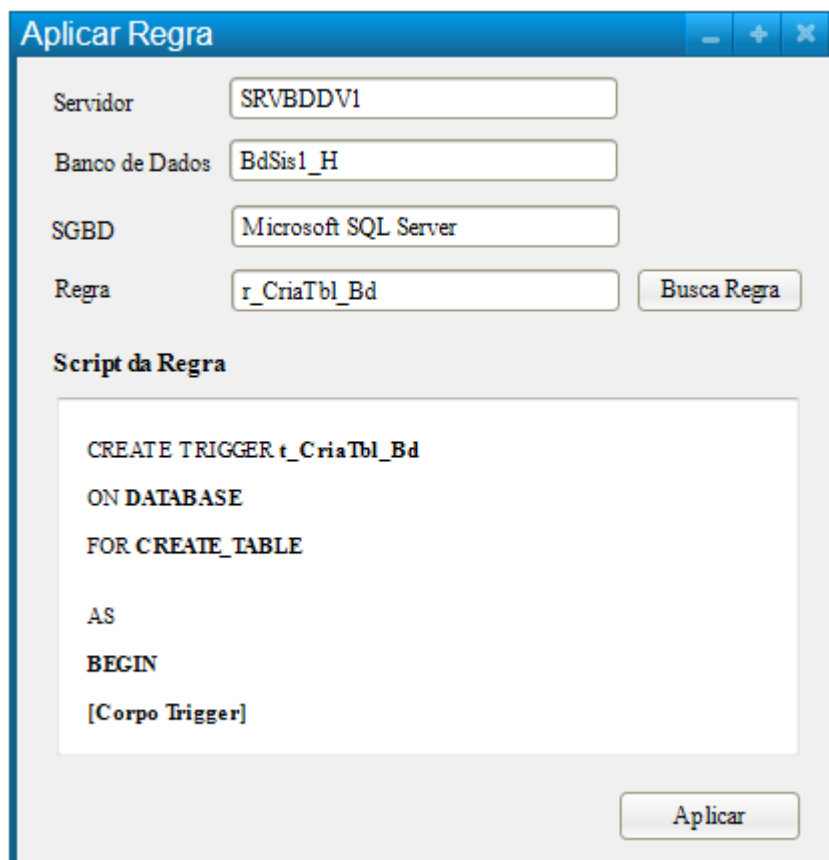 Aplicar Regra
Servidor SRVBDDV1
Banco de Dados BdSis1_H
SGBD Microsoft SQL Server
Regra r_CriaTbl_Bd Busca Regra
Script da Regra
CREATE TRIGGER t_CriaTbl_Bd
ON DATABASE
FOR CREATE_TABLE
AS
BEGIN
[Corpo Trigger]
Aplicar